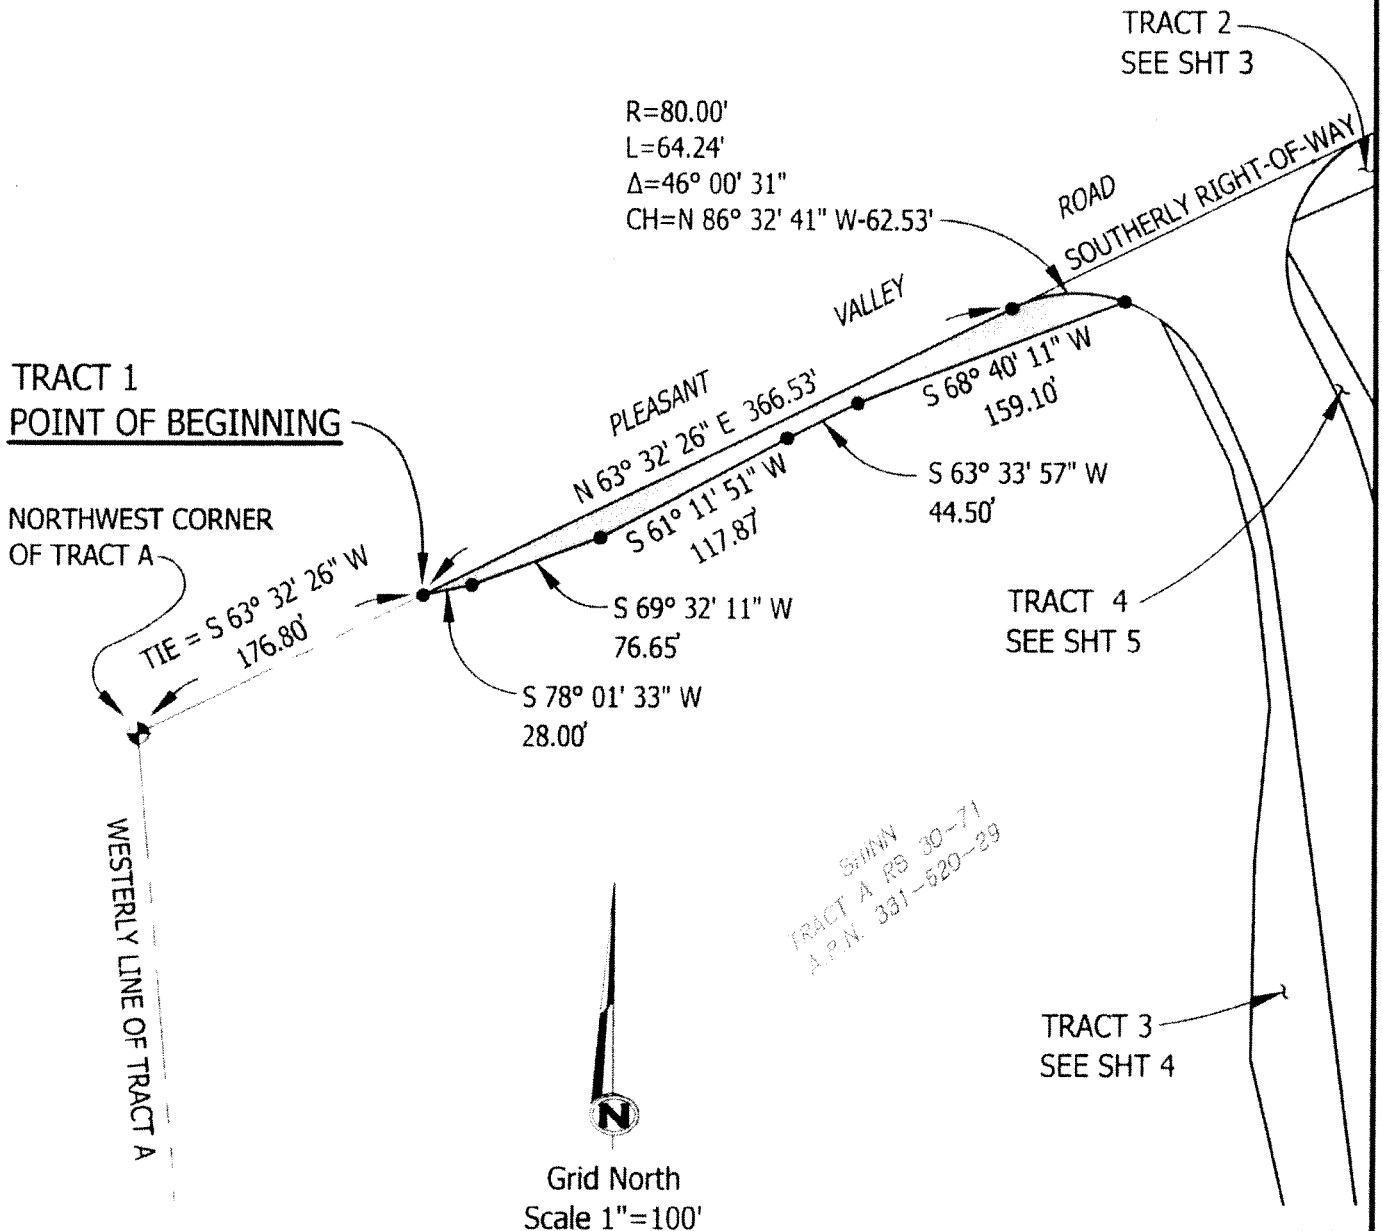 TRACT 2
SEE SHT 3
R=80.00'
L=64.24'
Δ=46° 00' 31"
CH=N 86° 32' 41" W-62.53'
ROAD
SOUTHERLY RIGHT-OF-WAY
VALLEY
TRACT 1
POINT OF BEGINNING
PLEASANT
N 63° 32' 26" E 366.53'
S 68° 40' 11" W
159.10'
S 61° 11' 51" W
117.87'
S 63° 33' 57" W
44.50'
NORTHWEST CORNER
OF TRACT A
TIE = S 63° 32' 26" W
176.80'
S 69° 32' 11" W
76.65'
TRACT 4
SEE SHT 5
S 78° 01' 33" W
28.00'
WESTERLY LINE OF TRACT A
SHINN
TRACT A RS 30-71
A.P.N. 331-620-29
TRACT 3
SEE SHT 4
N
Grid North
Scale 1"=100'